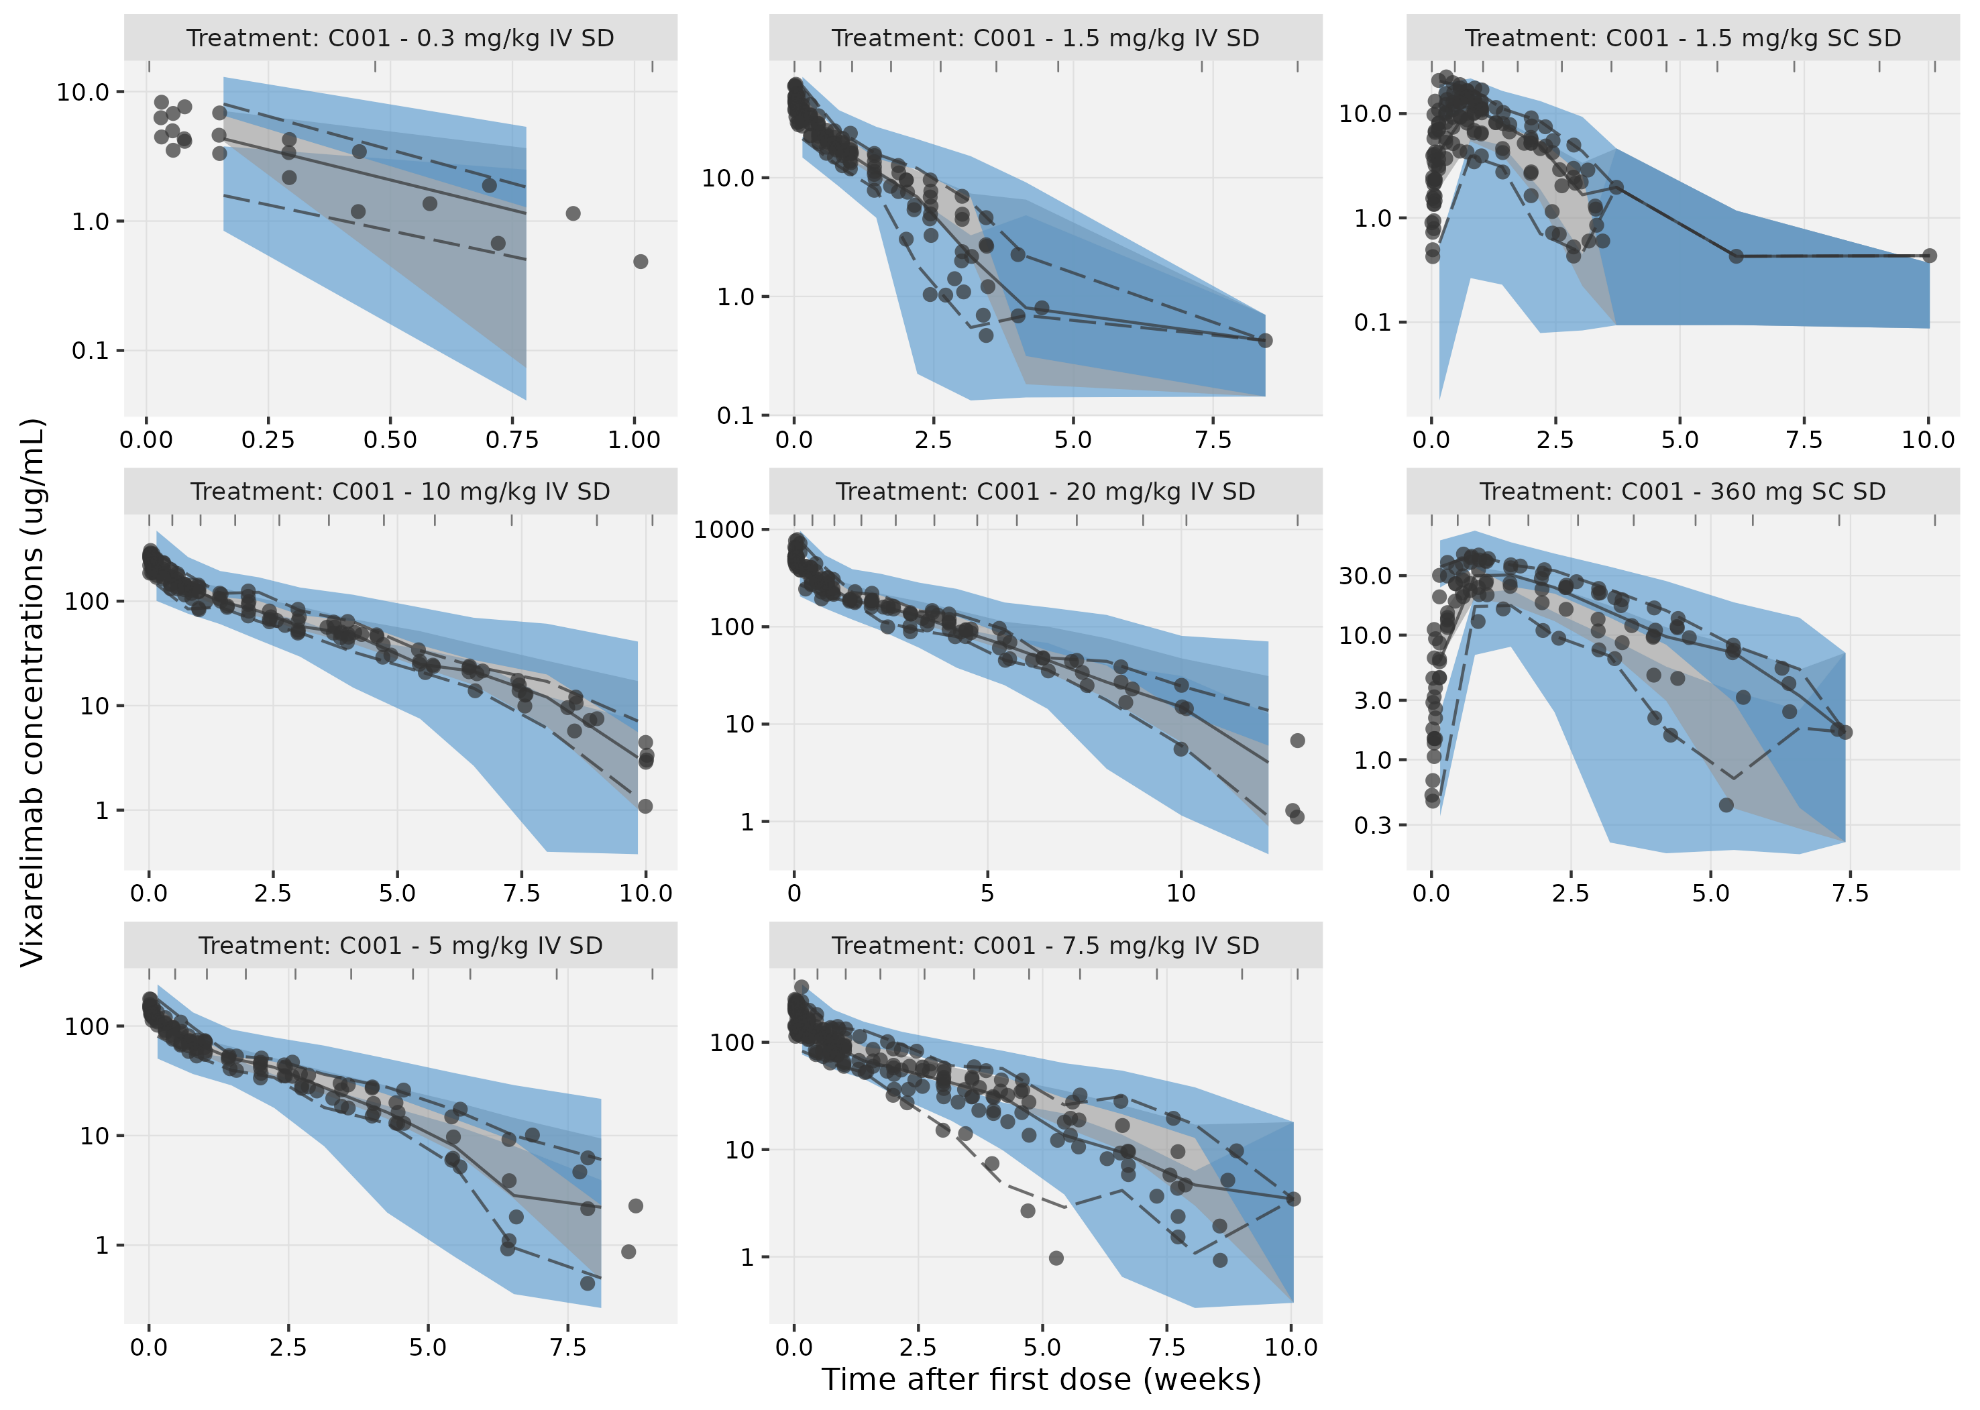 Treatment: C001 - 0.3 mg/kg IV SD
Treatment: C001 - 1.5 mg/kg IV SD
Treatment: C001 - 1.5 mg/kg SC SD
10.0
1.0
0.1
0.00 0.25 0.50 0.75 1.00
10.0
1.0
0.1
0.0 2.5 5.0 7.5
10.0
1.0
0.1
0.0 2.5 5.0 7.5 10.0
Treatment: C001 - 10 mg/kg IV SD
Treatment: C001 - 20 mg/kg IV SD
Treatment: C001 - 360 mg SC SD
100
10
1
0.0 2.5 5.0 7.5 10.0
1000
100
10
1
0 5 10
30.0
10.0
3.0
1.0
0.3
0.0 2.5 5.0 7.5
Treatment: C001 - 5 mg/kg IV SD
Treatment: C001 - 7.5 mg/kg IV SD
100
10
1
0.0 2.5 5.0 7.5
100
10
1
0.0 2.5 5.0 7.5 10.0
Vixarelimab concentrations (ug/mL)
Time after first dose (weeks)